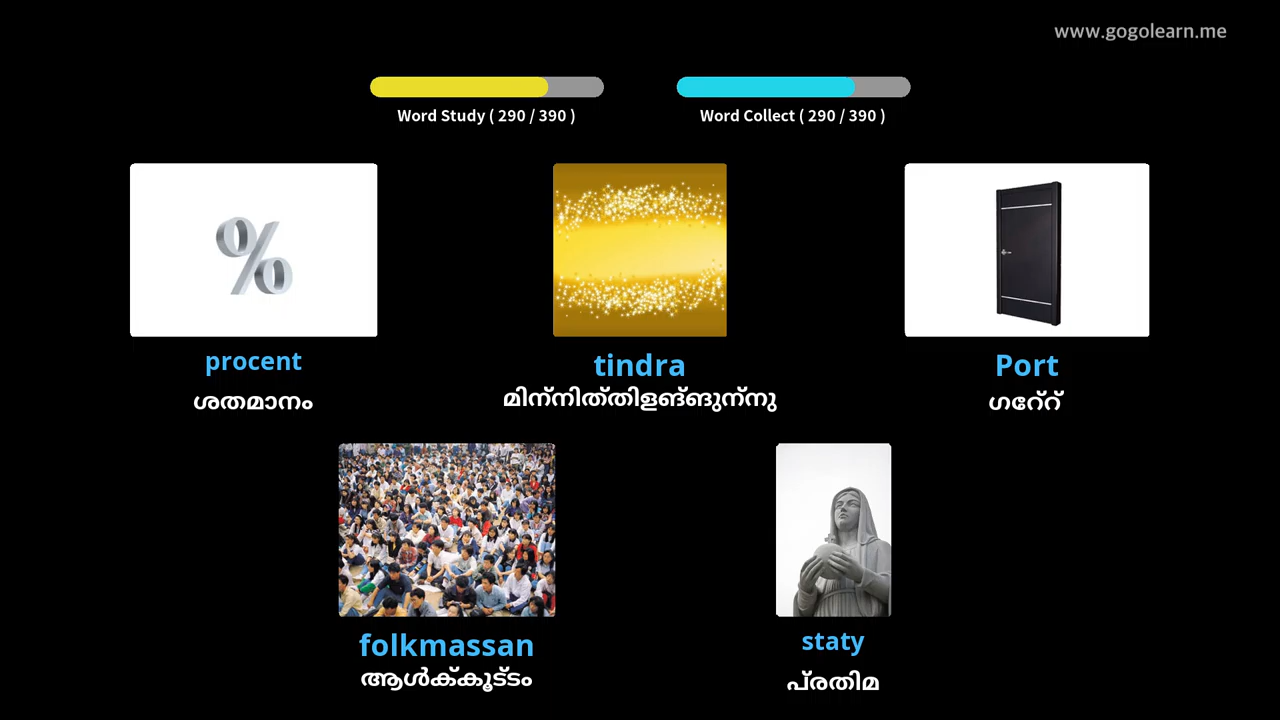 www.gogolearn.me
Word Study ( 290 / 390 )
Word Collect ( 290 / 390 )
procent
ശതമാനം
tindra
മിന്നിത്തിളങ്ങുന്നു
Port
ഗേറ്റ്
folkmassan
ആൾക്കൂട്ടം
staty
പ്രതിമ